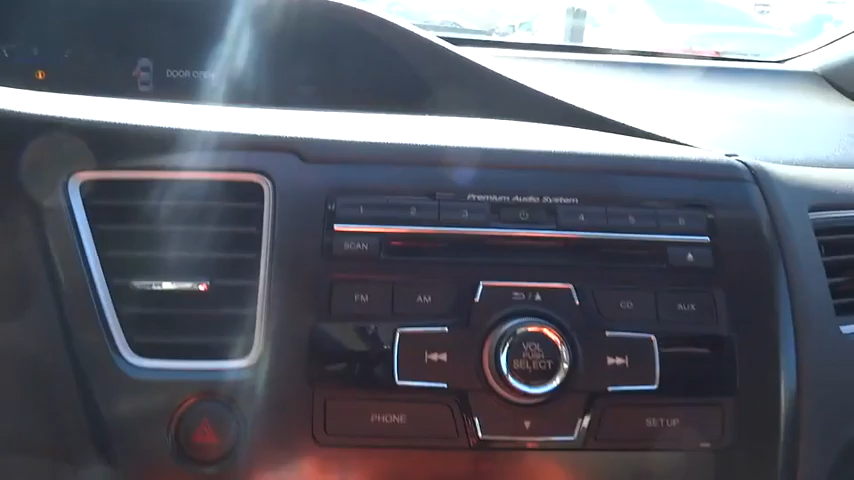 DOOR OPEN
Premium Audio System
1 2 3 4 5 6
SCAN
FM AM CD AUX
VOL
PUSH
SELECT
PHONE SETUP